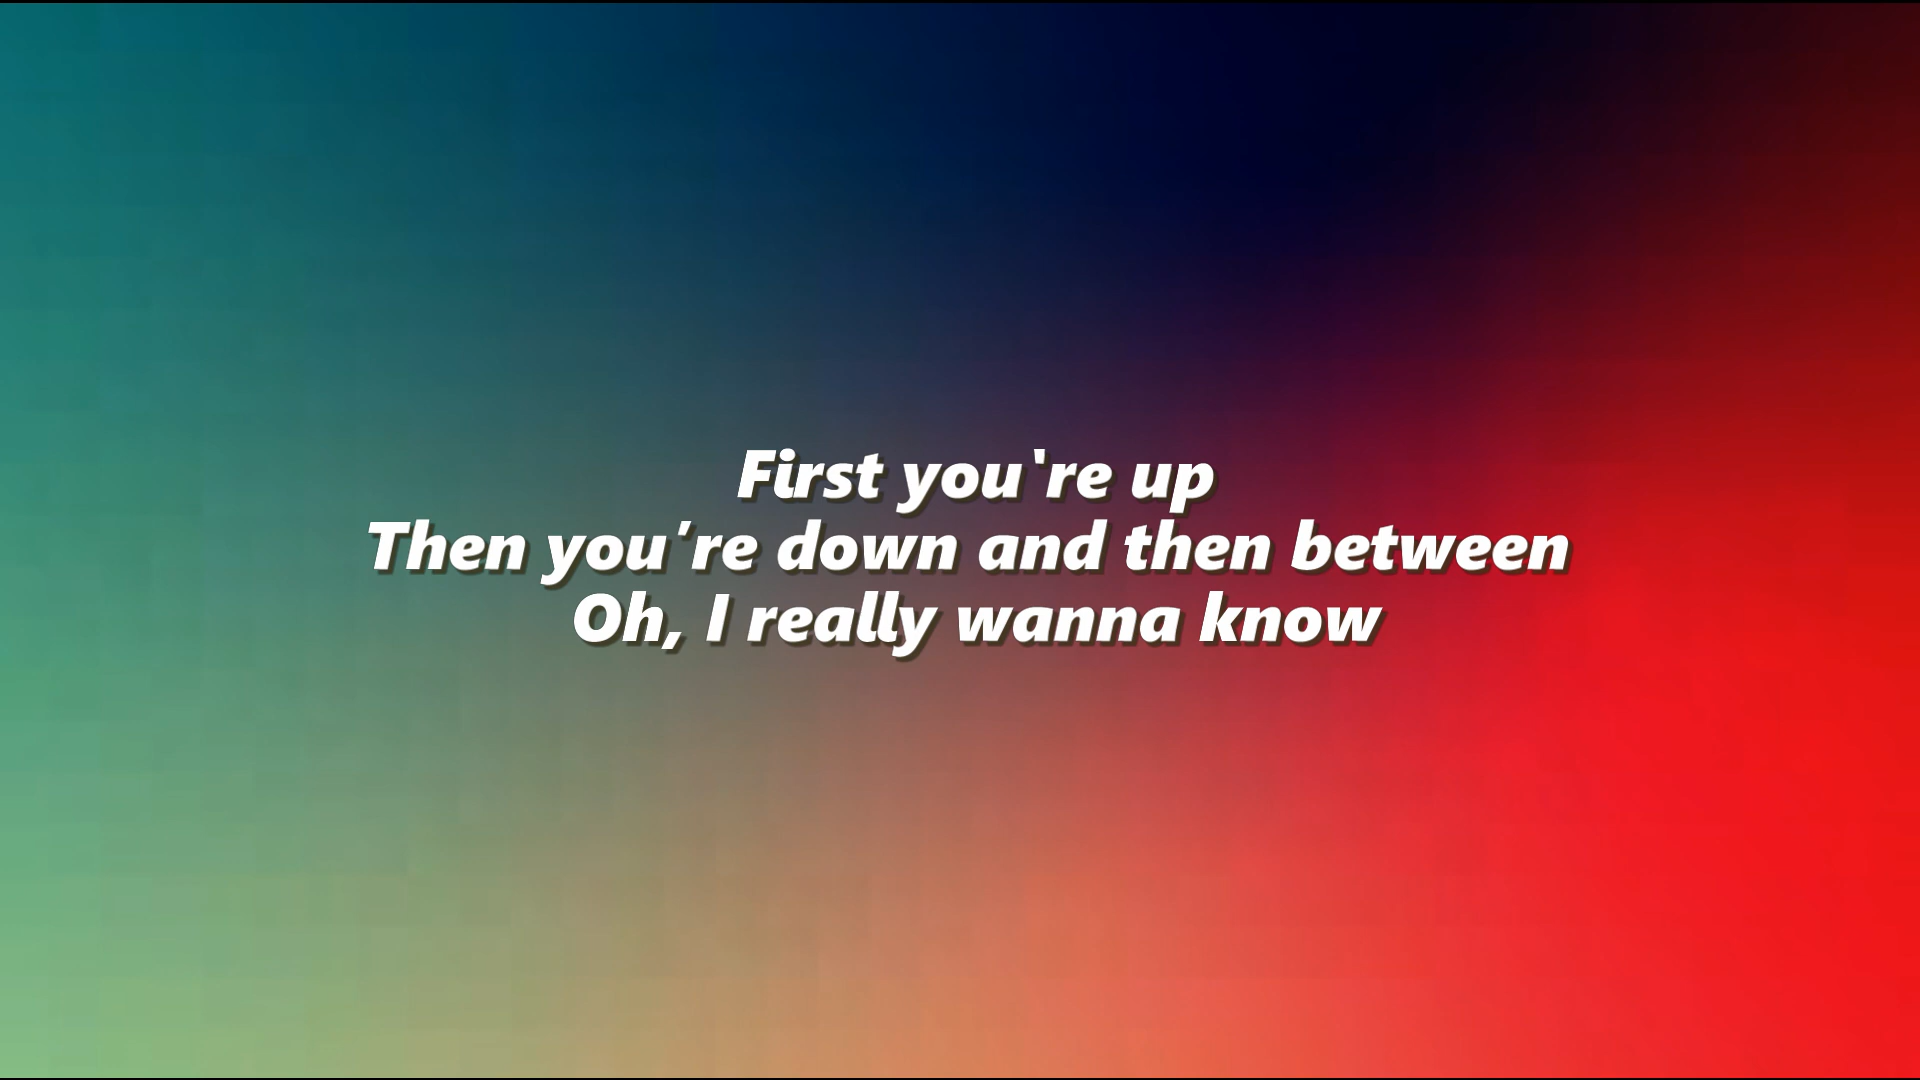 First you're up
Then you're down and then between
Oh, I really wanna know